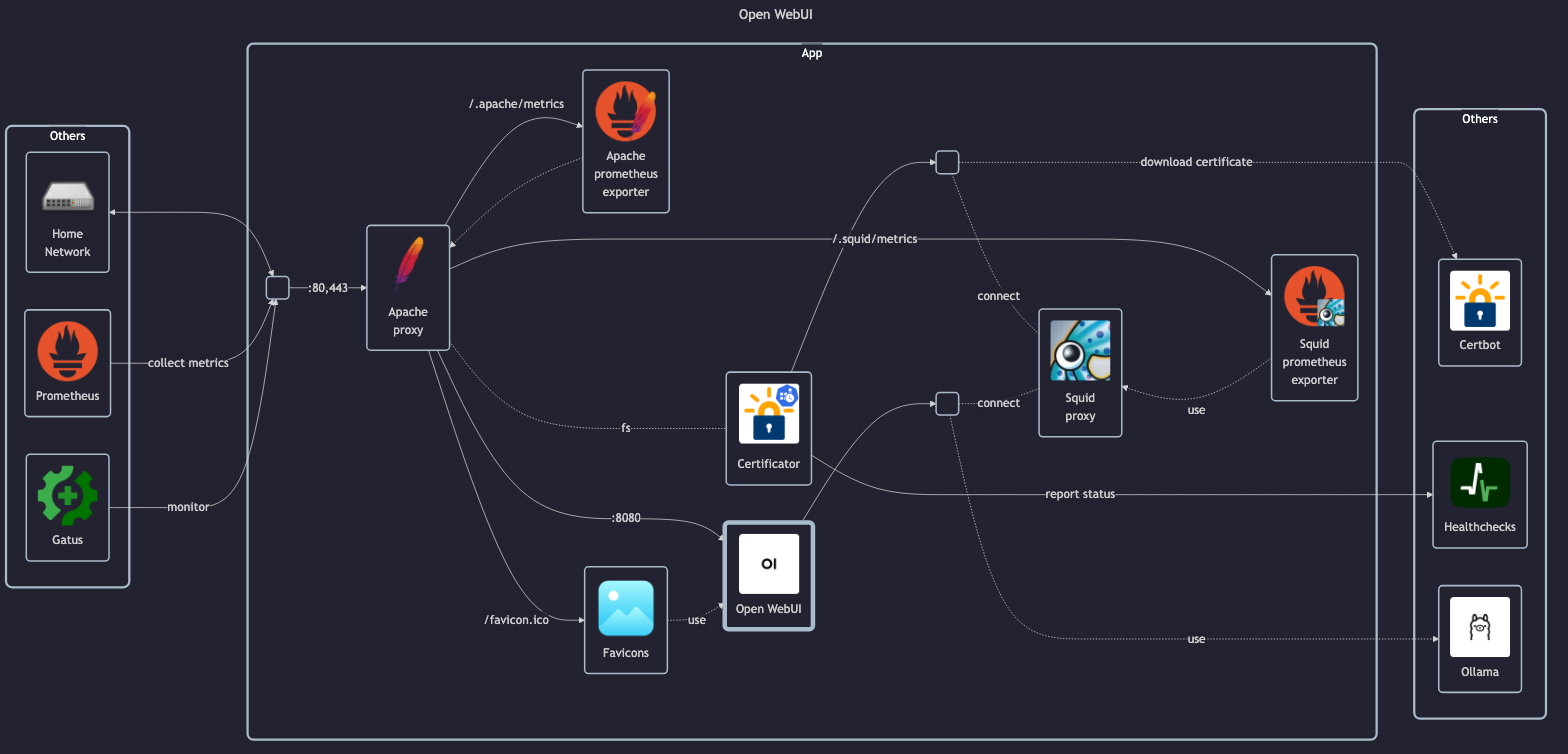 Open WebUI
App
Others
Home
Network
Prometheus
Gatus
collect metrics
monitor
:80,443
Apache
proxy
/.apache/metrics
Apache
prometheus
exporter
/.squid/metrics
fs
:8080
/favicon.ico
Favicons
use
Certificator
OI
Open WebUI
download certificate
connect
connect
Squid
proxy
use
Squid
prometheus
exporter
report status
use
Others
Certbot
Healthchecks
Ollama